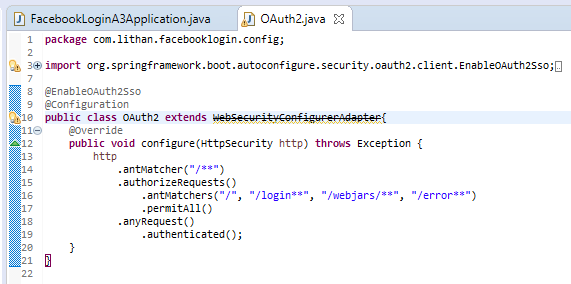 FacebookLoginA3Application.java OAuth2.java
1 package com.lithan.facebooklogin.config;
2
3 import org.springframework.boot.autoconfigure.security.oauth2.client.EnableOAuth2Sso;
7
8 @EnableOAuth2Sso
9 @Configuration
10 public class OAuth2 extends WebSecurityConfigurerAdapter{
11 @Override
12 public void configure(HttpSecurity http) throws Exception {
13 http
14 .antMatcher("/**")
15 .authorizeRequests()
16 .antMatchers("/", "/login**", "/webjars/**", "/error**")
17 .permitAll()
18 .anyRequest()
19 .authenticated();
20 }
21 }
22